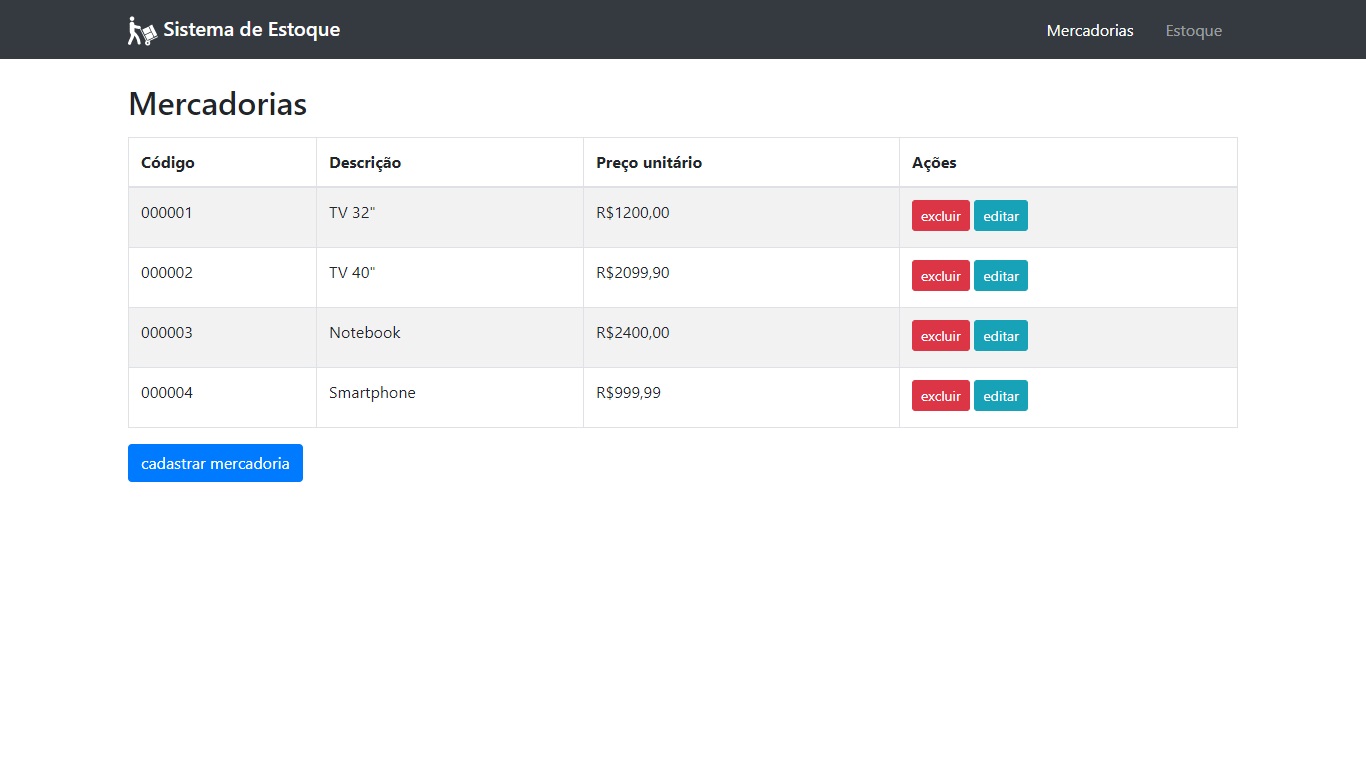 Sistema de Estoque Mercadorias Estoque
Mercadorias
Código Descrição Preço unitário Ações
000001 TV 32" R$1200,00 excluir editar
000002 TV 40" R$2099,90 excluir editar
000003 Notebook R$2400,00 excluir editar
000004 Smartphone R$999,99 excluir editar
cadastrar mercadoria